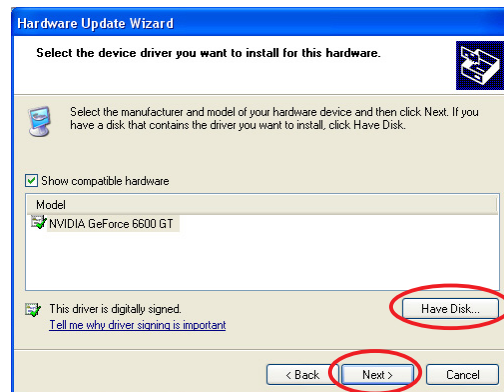 Hardware Update Wizard
Select the device driver you want to install for this hardware.
Select the manufacturer and model of your hardware device and then click Next. If you
have a disk that contains the driver you want to install, click Have Disk.
Show compatible hardware
Model
NVIDIA GeForce 6600 GT
This driver is digitally signed.
Have Disk...
Tell me why driver signing is important
< Back
Next >
Cancel